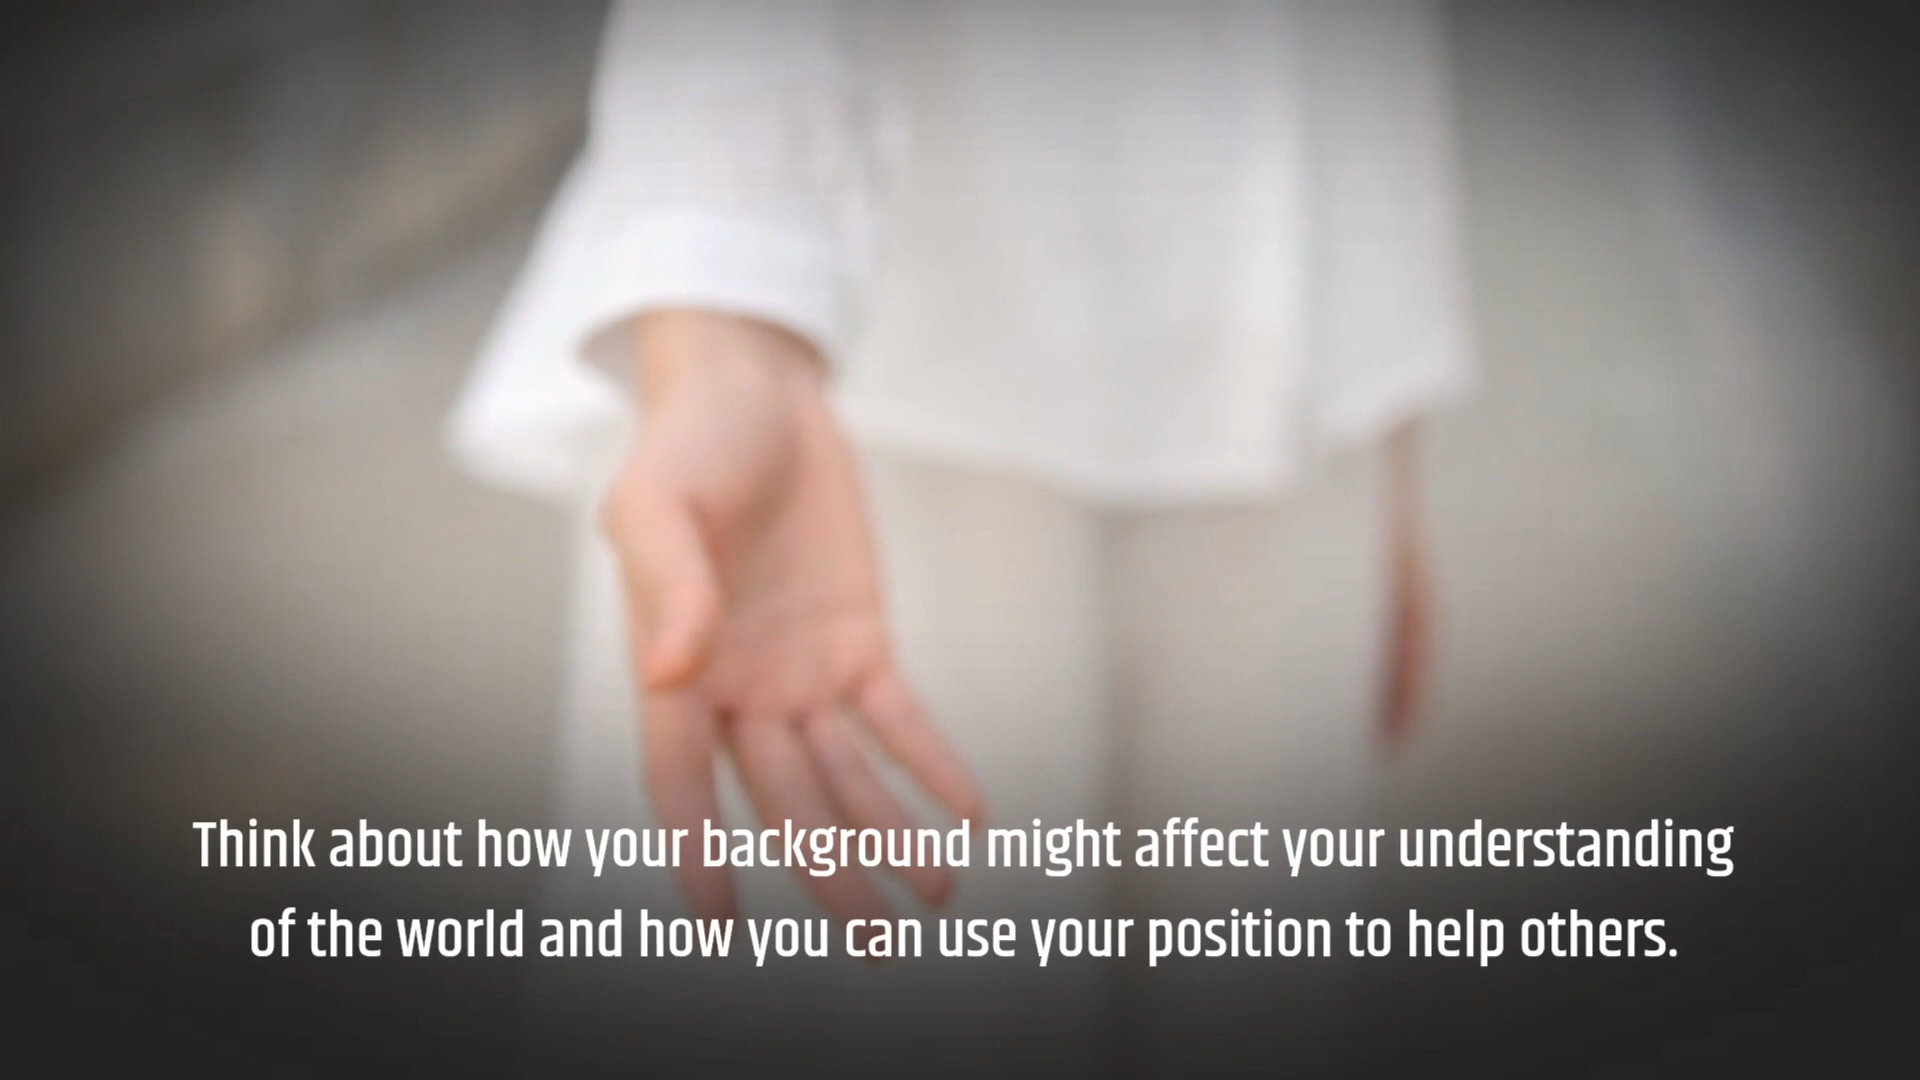 Think about how your background might affect your understanding
of the world and how you can use your position to help others.